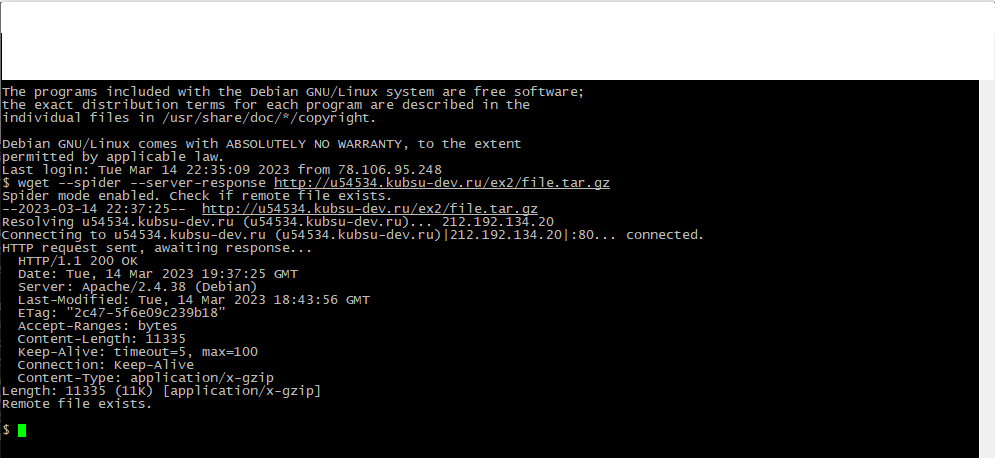 The programs included with the Debian GNU/Linux system are free software;
the exact distribution terms for each program are described in the
individual files in /usr/share/doc/*/copyright.
Debian GNU/Linux comes with ABSOLUTELY NO WARRANTY, to the extent
permitted by applicable law.
Last login: Tue Mar 14 22:35:09 2023 from 78.106.95.248
$ wget --spider --server-response http://u54534.kubsu-dev.ru/ex2/file.tar.gz
Spider mode enabled. Check if remote file exists.
--2023-03-14 22:37:25--  http://u54534.kubsu-dev.ru/ex2/file.tar.gz
Resolving u54534.kubsu-dev.ru (u54534.kubsu-dev.ru)... 212.192.134.20
Connecting to u54534.kubsu-dev.ru (u54534.kubsu-dev.ru)|212.192.134.20|:80... connected.
HTTP request sent, awaiting response...
  HTTP/1.1 200 OK
  Date: Tue, 14 Mar 2023 19:37:25 GMT
  Server: Apache/2.4.38 (Debian)
  Last-Modified: Tue, 14 Mar 2023 18:43:56 GMT
  ETag: "2c47-5f6e09c239b18"
  Accept-Ranges: bytes
  Content-Length: 11335
  Keep-Alive: timeout=5, max=100
  Connection: Keep-Alive
  Content-Type: application/x-gzip
Length: 11335 (11K) [application/x-gzip]
Remote file exists.
$